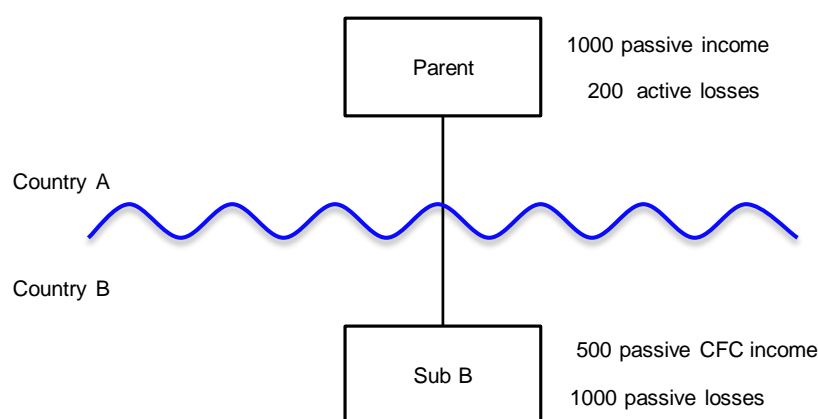 1000 passive income
Parent
200 active losses
Country A
Country B
500 passive CFC income
Sub B
1000 passive losses